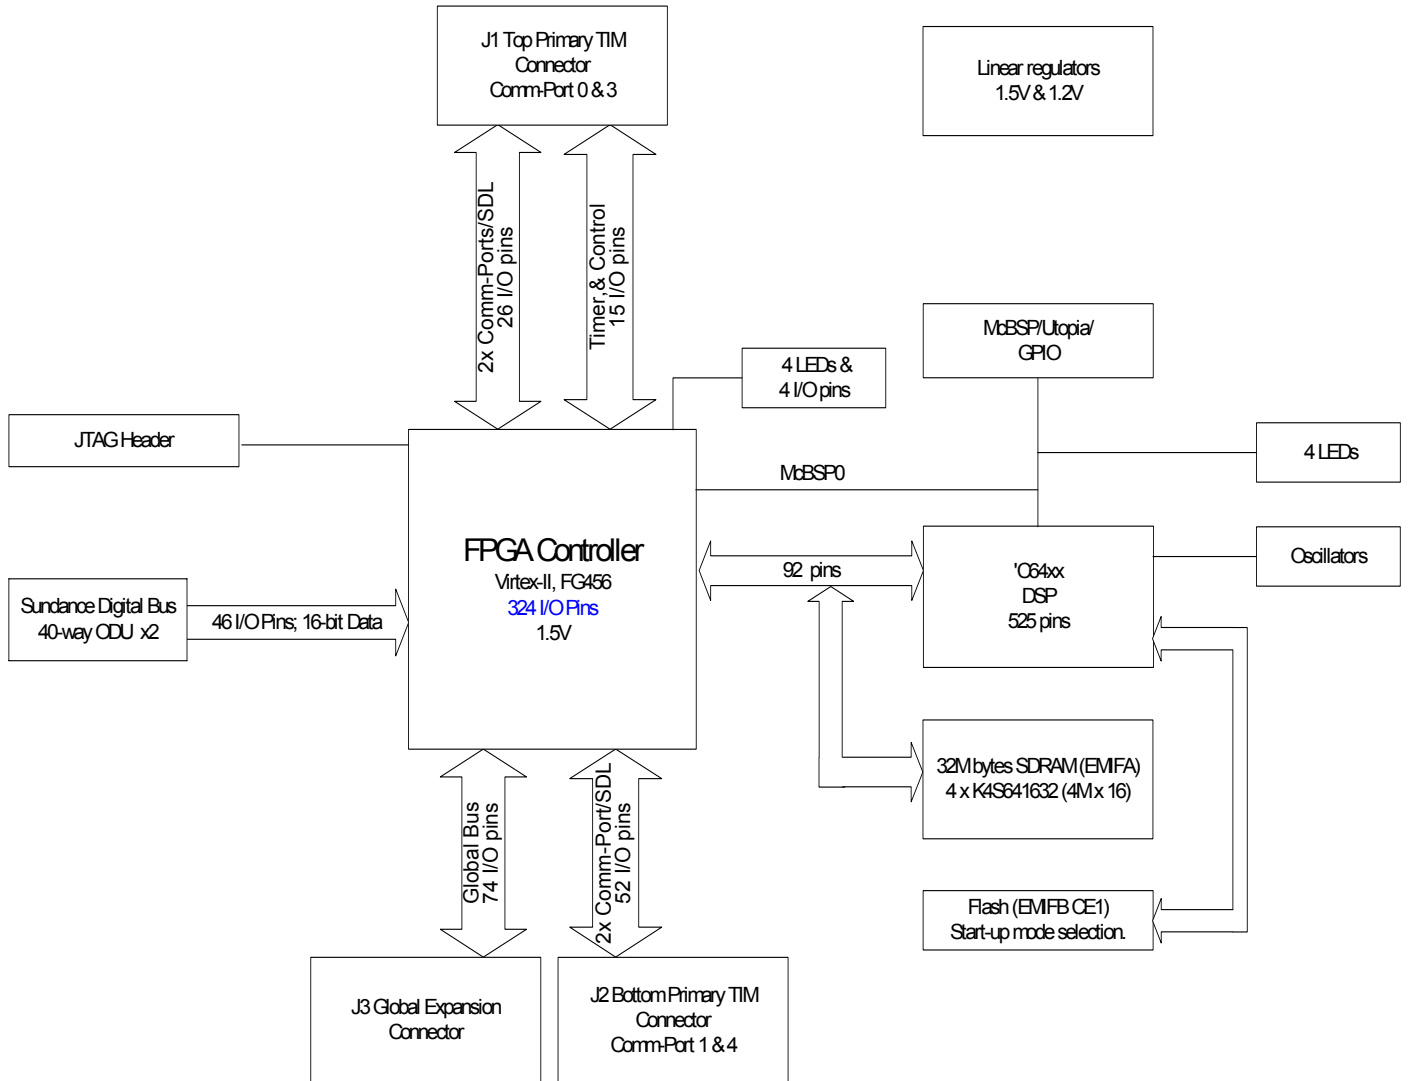 J1 Top Primary TIM
Connector
Comm-Port 0 & 3
Linear regulators
1.5V & 1.2V
2x Comm-Ports/SDL
26 I/O pins
Timer,& Control
15 I/O pins
McBSP/Utopia/
GPIO
4 LEDs &
4 I/O pins
JTAG Header
4 LEDs
McBSP0
FPGA Controller
Virtex-II, FG456
324 I/O Pins
1.5V
92 pins
'C64xx
DSP
525 pins
Oscillators
Sundance Digital Bus
40-way ODU x2
46 I/O Pins; 16-bit Data
32M bytes SDRAM (EMIFA)
4 x K4S641632 (4M x 16)
Global Bus
74 I/O pins
2x Comm-Port/SDL
52 I/O pins
Flash (EMIFB CE1)
Start-up mode selection.
J3 Global Expansion
Connector
J2 Bottom Primary TIM
Connector
Comm-Port 1 & 4